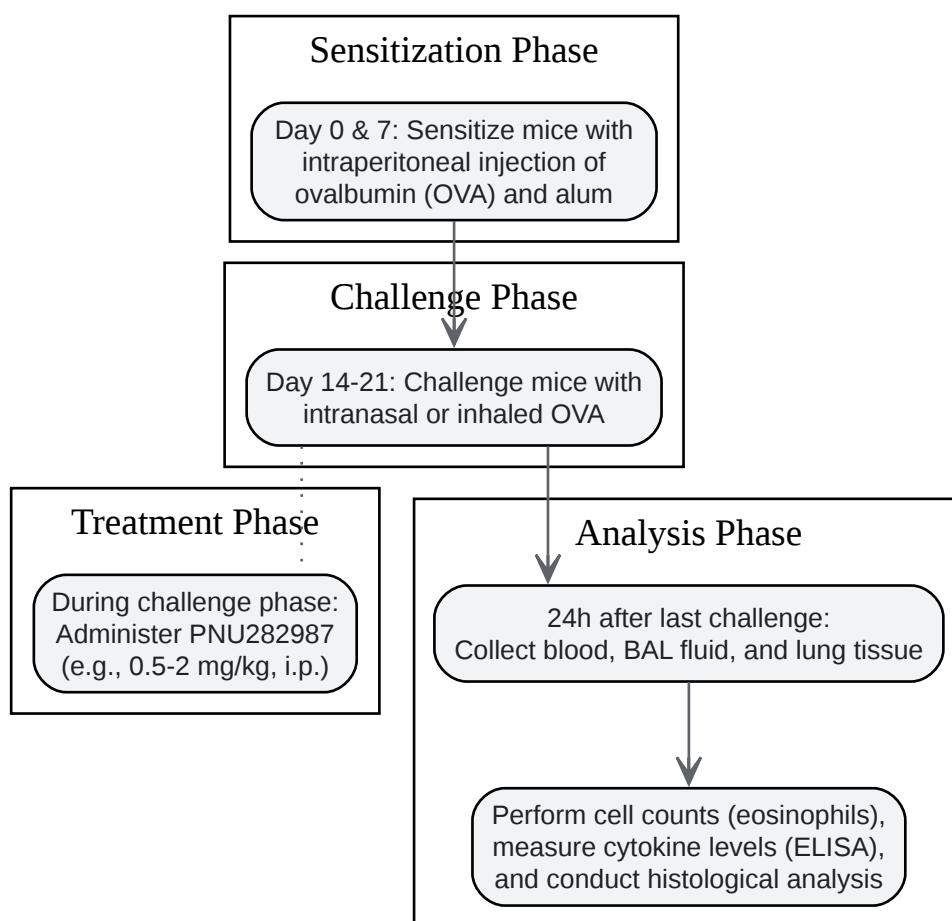 Sensitization Phase
Day 0 & 7: Sensitize mice with
intraperitoneal injection of
ovalbumin (OVA) and alum
Challenge Phase
Day 14-21: Challenge mice with
intranasal or inhaled OVA
Treatment Phase
During challenge phase:
Administer PNU282987
(e.g., 0.5-2 mg/kg, i.p.)
Analysis Phase
24h after last challenge:
Collect blood, BAL fluid, and lung tissue
Perform cell counts (eosinophils),
measure cytokine levels (ELISA),
and conduct histological analysis